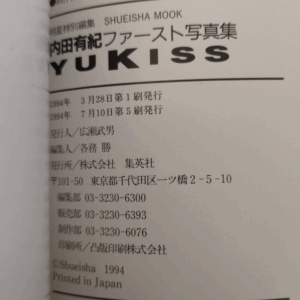 特別編集 SHUEISHA MOOK
内田有紀ファースト写真集
YUKISS
1994年 3月28日第1刷発行
1994年 7月10日第5刷発行
発行人／広瀬武男
編集人／各務 勝
発行所／株式会社 集英社
〒101-50 東京都千代田区一ツ橋2-5-10
編集部 03-3230-6300
販売部 03-3230-6393
制作部 03-3230-6076
印刷所／凸版印刷株式会社
©Shueisha 1994
Printed in Japan